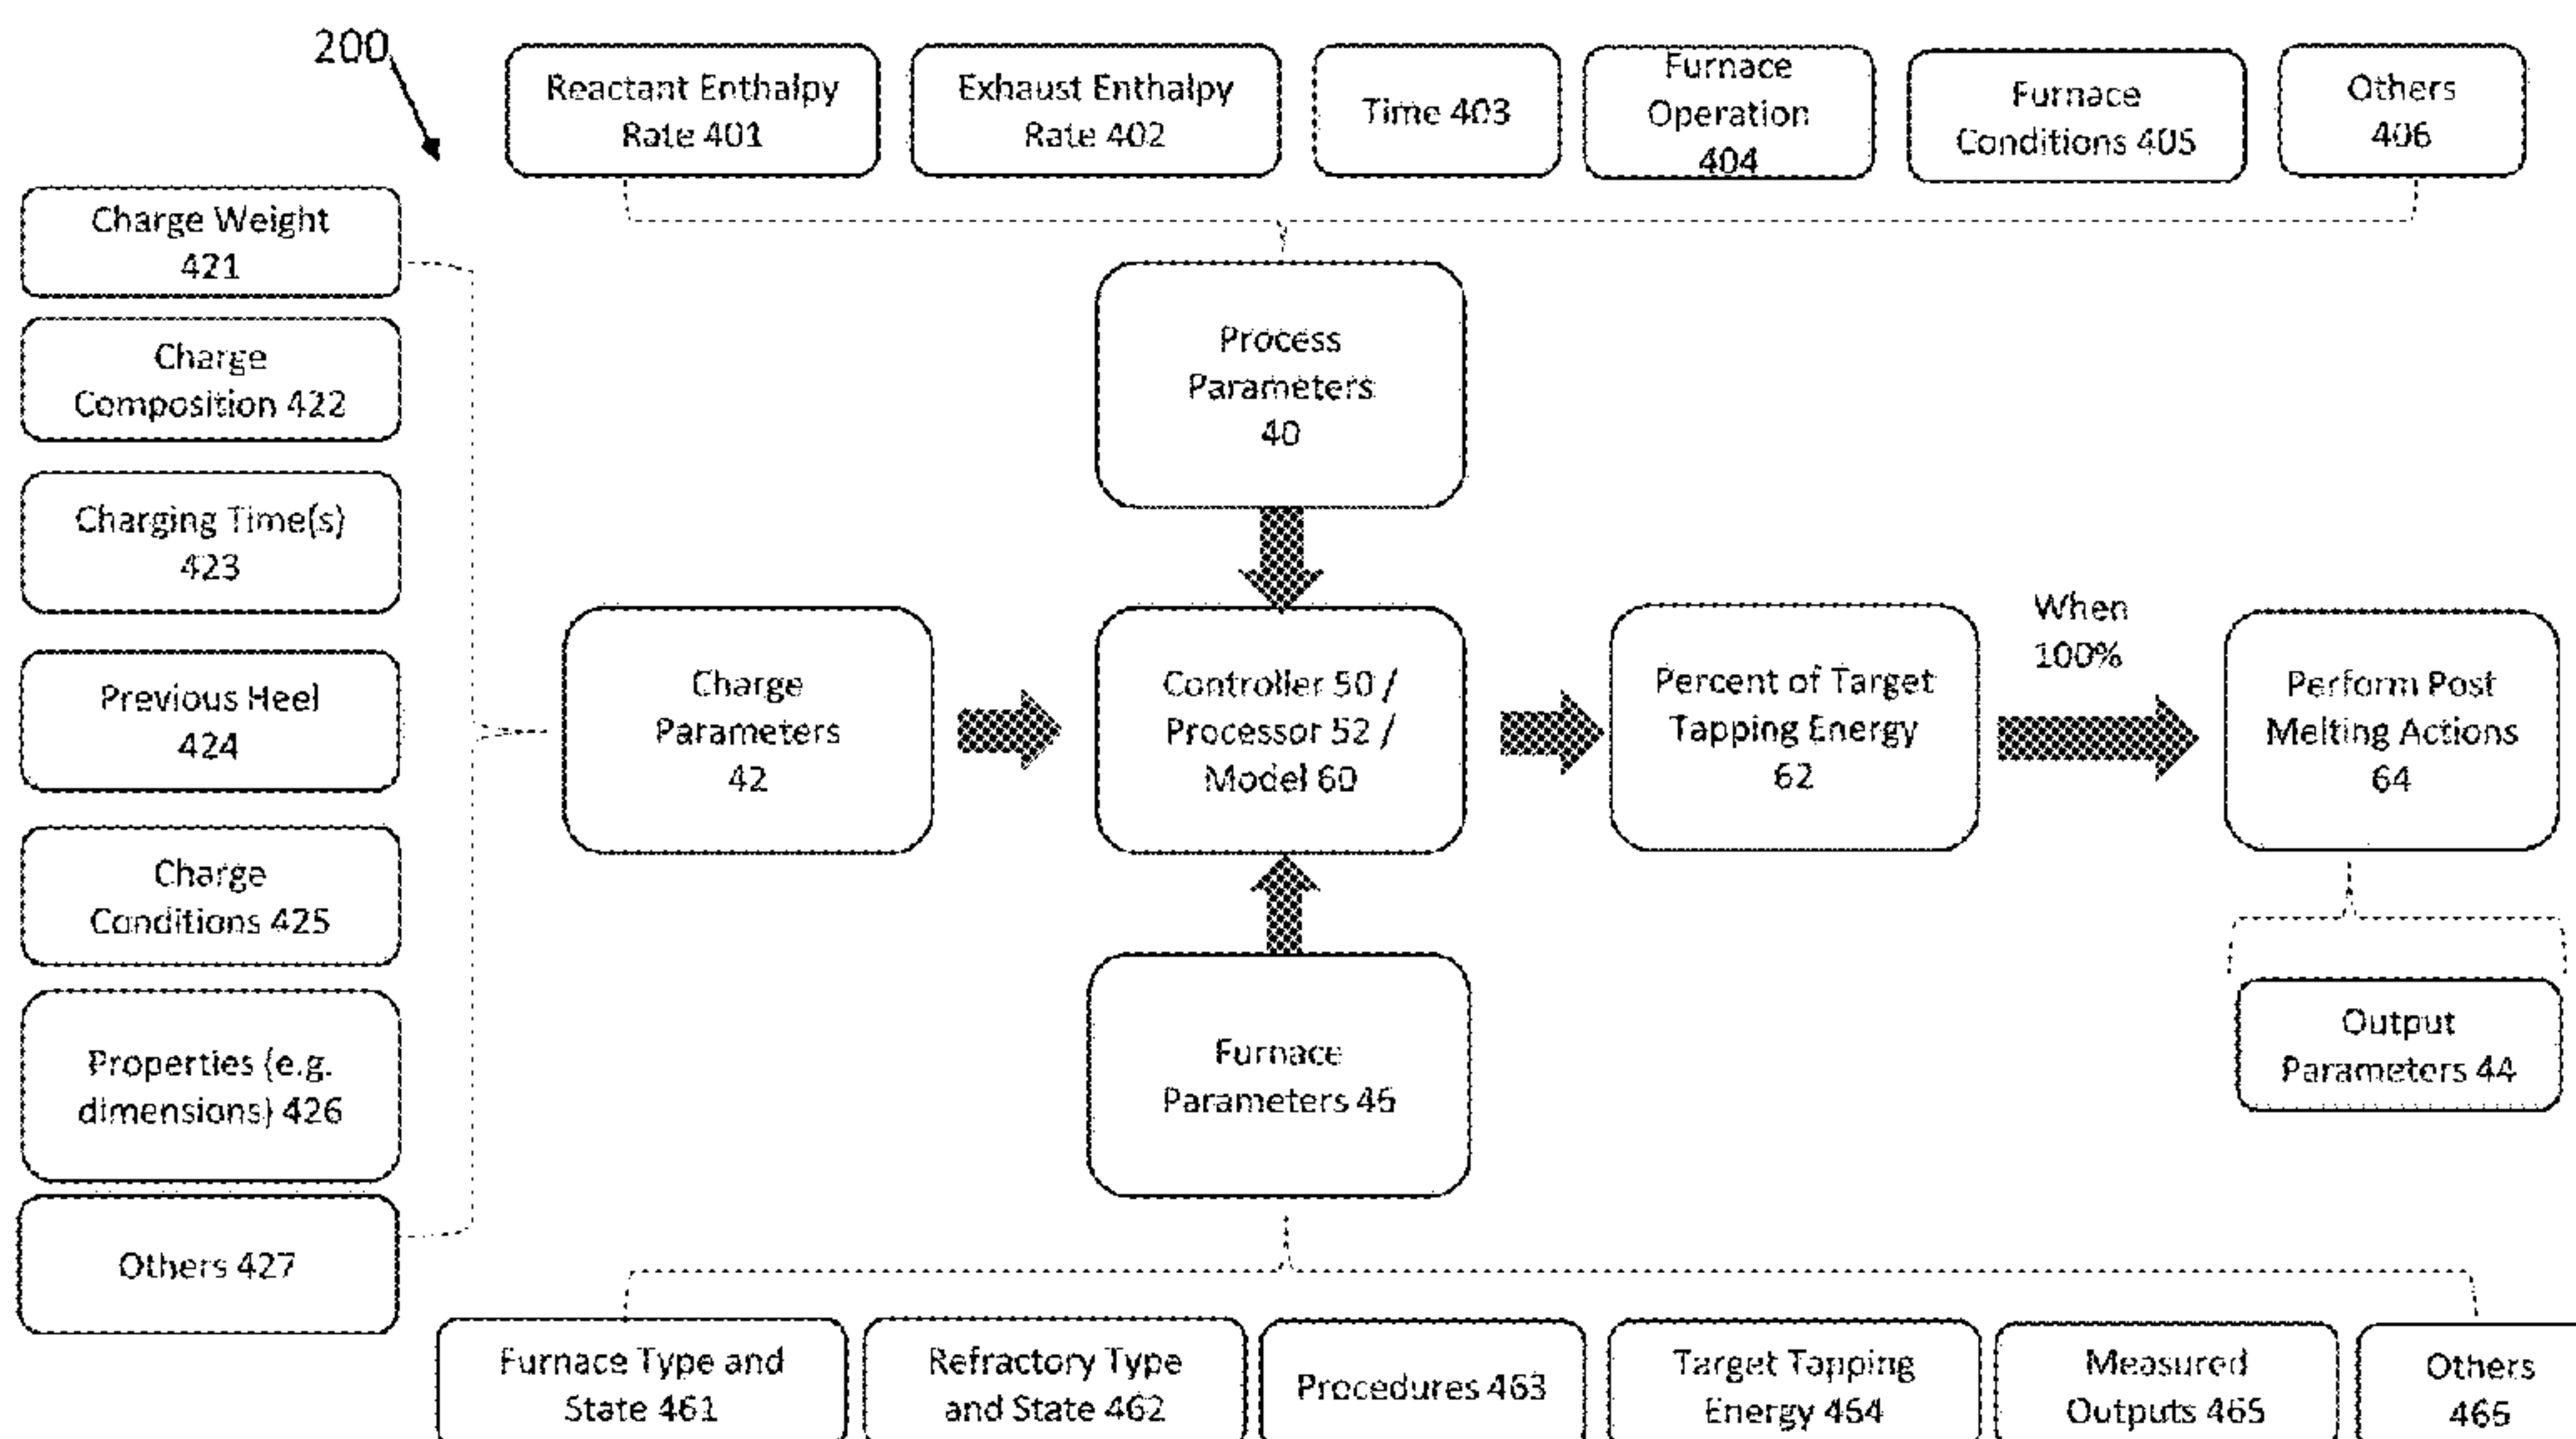 200
Reactant Enthalpy
Rate 401
Exhaust Enthalpy
Rate 402
Time 403
Furnace
Operation
404
Furnace
Conditions 405
Others
406
Charge Weight
421
Charge
Composition 422
Charging Time(s)
423
Previous Heel
424
Charge
Conditions 425
Properties (e.g.
dimensions) 426
Others 427
Process
Parameters
40
Charge
Parameters
42
Controller 50 /
Processor 52 /
Model 60
Percent of Target
Tapping Energy
62
When
100%
Perform Post
Melting Actions
64
Output
Parameters 44
Furnace
Parameters 46
Furnace Type and
State 461
Refractory Type
and State 462
Procedures 463
Target Tapping
Energy 464
Measured
Outputs 465
Others
466